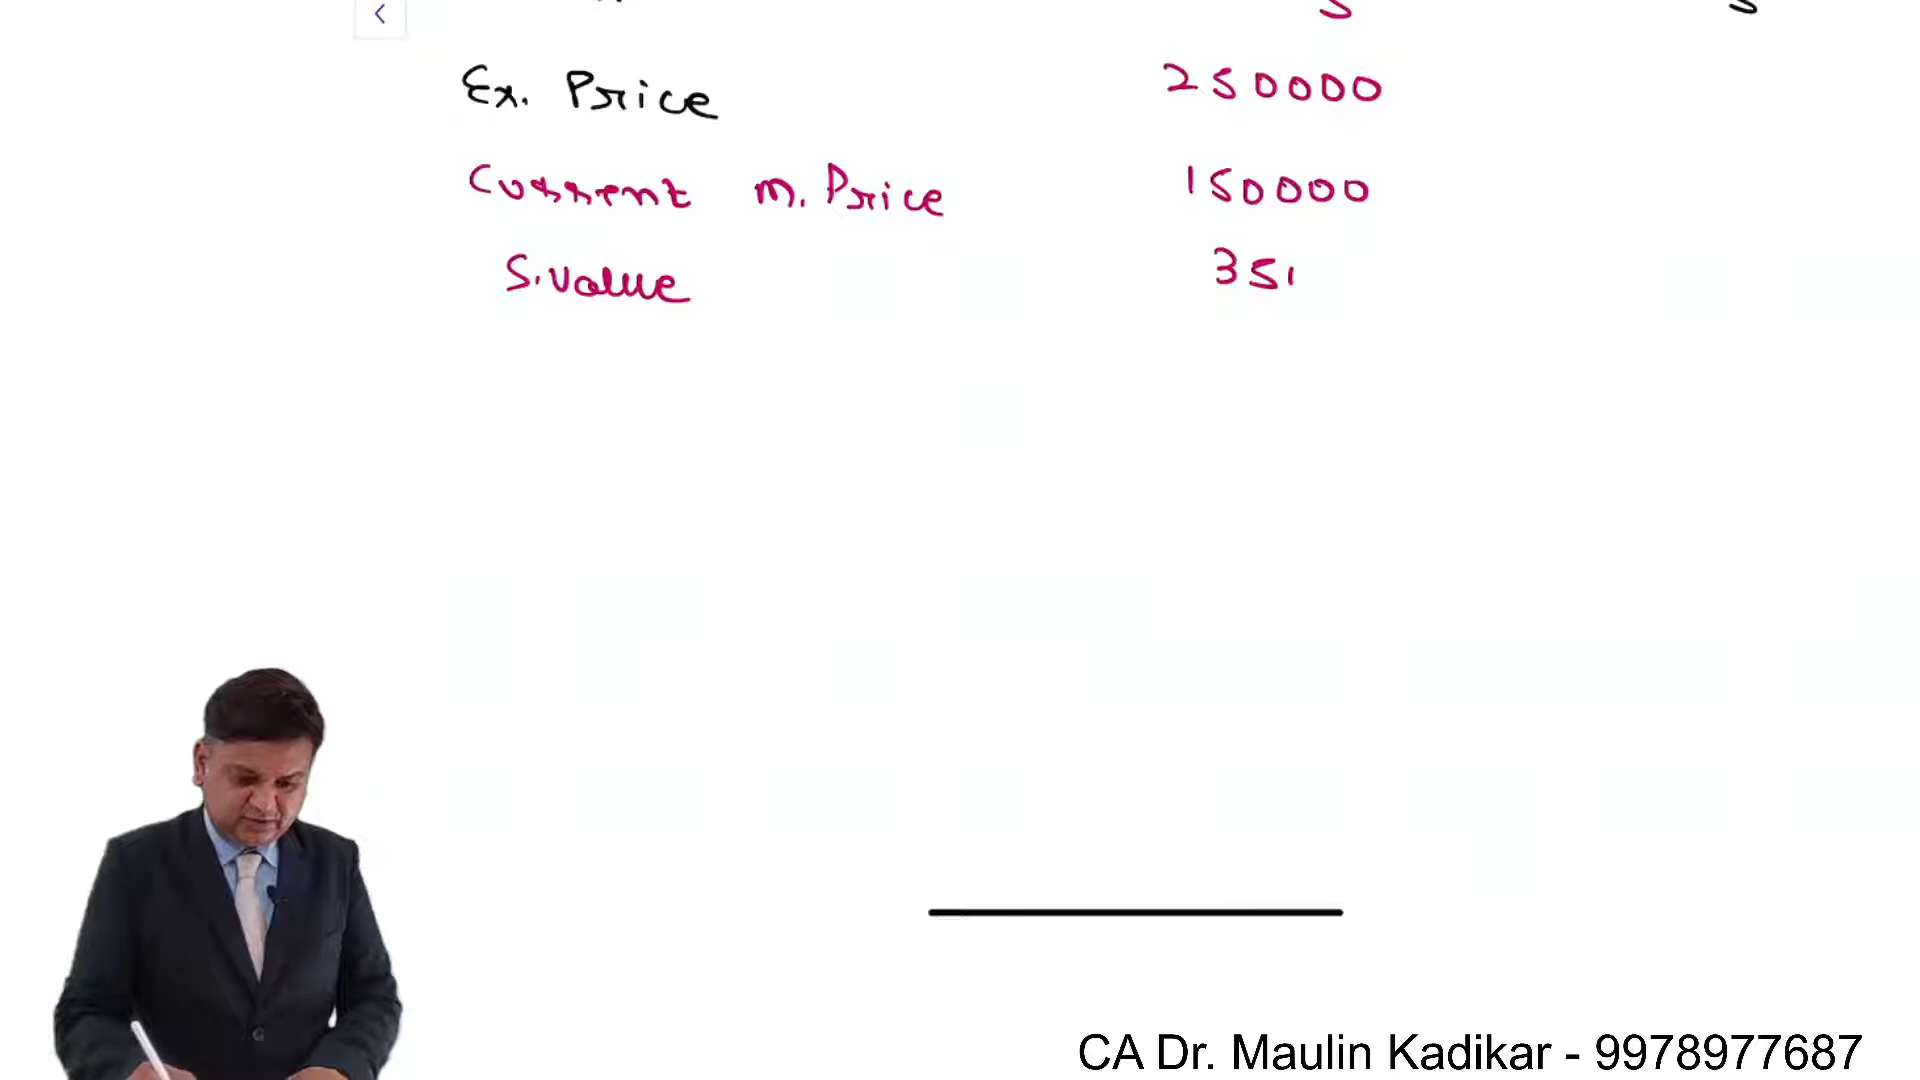 Ex. Price 250000
Current m. Price 150000
S.value 351
CA Dr. Maulin Kadikar - 9978977687